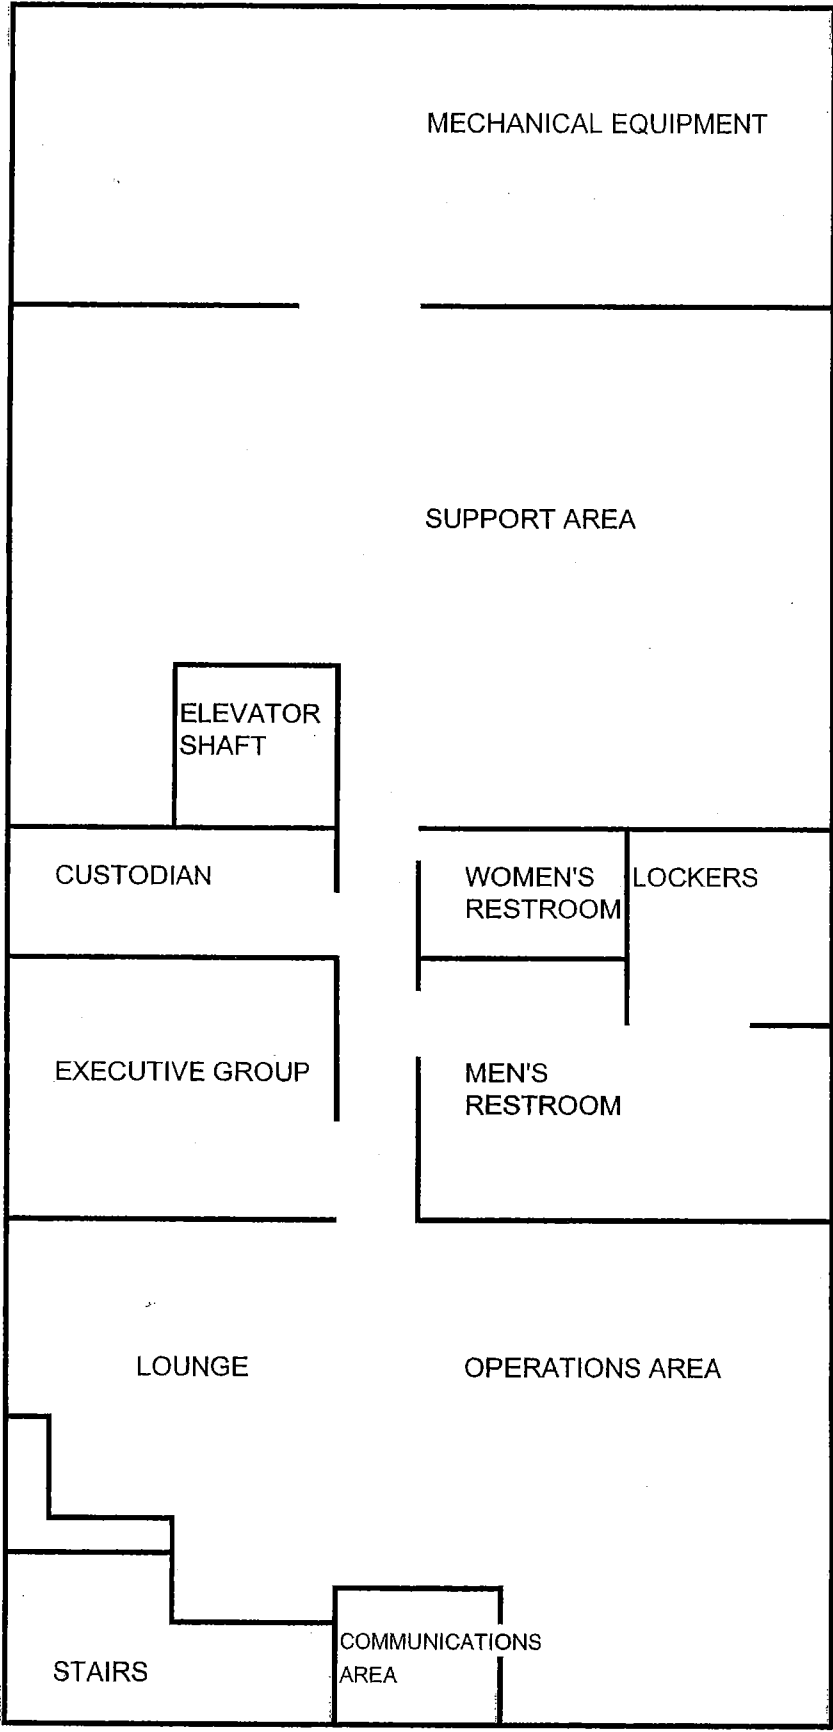 MECHANICAL EQUIPMENT
SUPPORT AREA
ELEVATOR
SHAFT
CUSTODIAN
WOMEN'S
RESTROOM
LOCKERS
EXECUTIVE GROUP
MEN'S
RESTROOM
LOUNGE
OPERATIONS AREA
COMMUNICATIONS
AREA
STAIRS